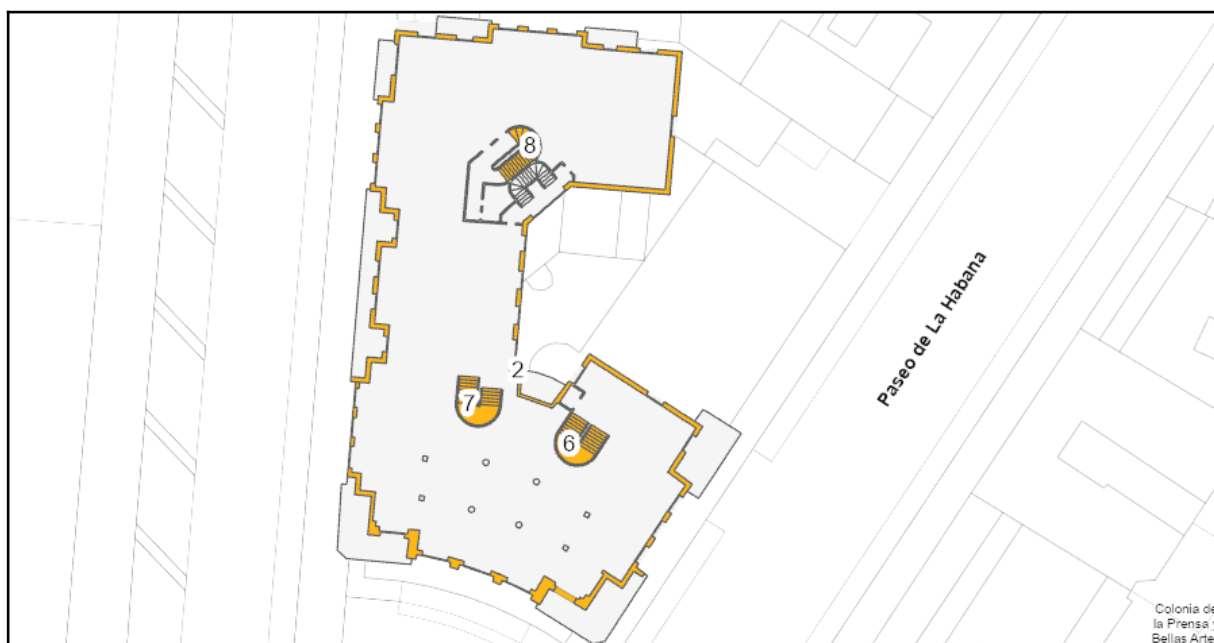 8
2
7
6
Paseo de La Habana
Colonia de
la Prensa y
Bellas Arte